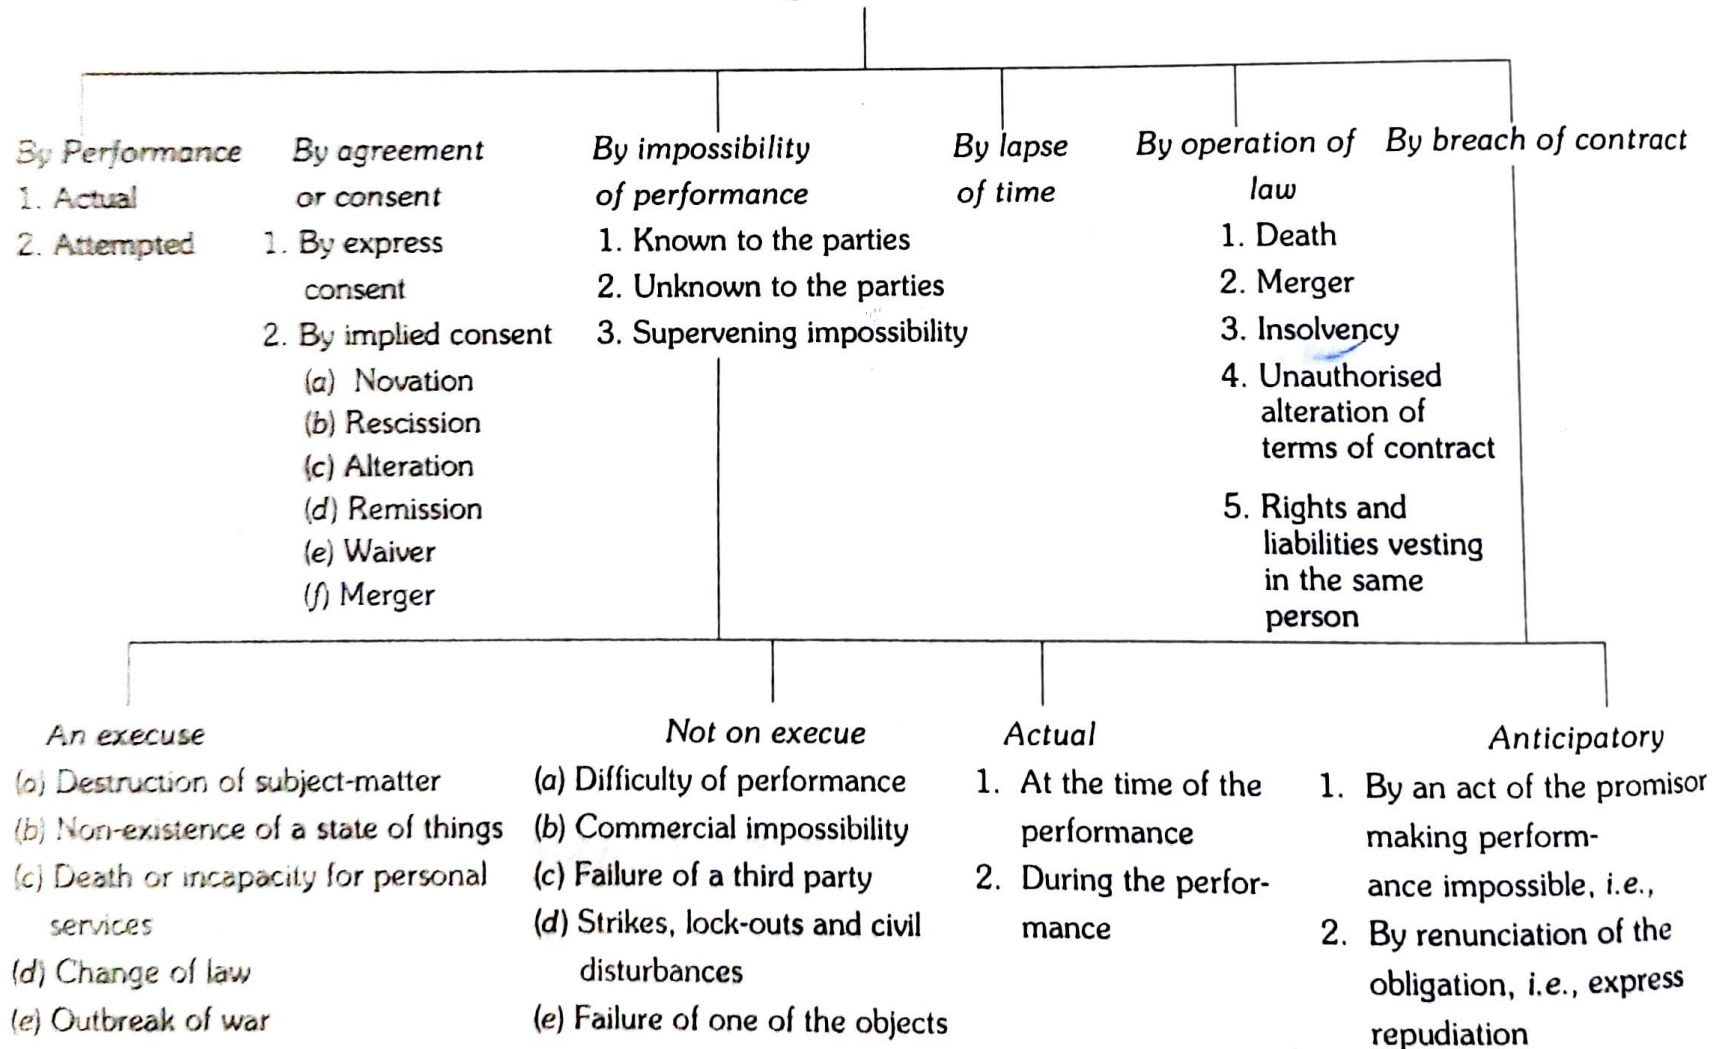 By Performance
1. Actual
2. Attempted
By agreement
or consent
1. By express
consent
2. By implied consent
(a) Novation
(b) Rescission
(c) Alteration
(d) Remission
(e) Waiver
(f) Merger
By impossibility
of performance
1. Known to the parties
2. Unknown to the parties
3. Supervening impossibility
By lapse
of time
By operation of
law
1. Death
2. Merger
3. Insolvency
4. Unauthorised
alteration of
terms of contract
5. Rights and
liabilities vesting
in the same
person
By breach of contract
An execuse
(a) Destruction of subject-matter
(b) Non-existence of a state of things
(c) Death or incapacity for personal
services
(d) Change of law
(e) Outbreak of war
Not on execue
(a) Difficulty of performance
(b) Commercial impossibility
(c) Failure of a third party
(d) Strikes, lock-outs and civil
disturbances
(e) Failure of one of the objects
Actual
1. At the time of the
performance
2. During the perfor-
mance
Anticipatory
1. By an act of the promisor
making perform-
ance impossible, i.e.,
2. By renunciation of the
obligation, i.e., express
repudiation